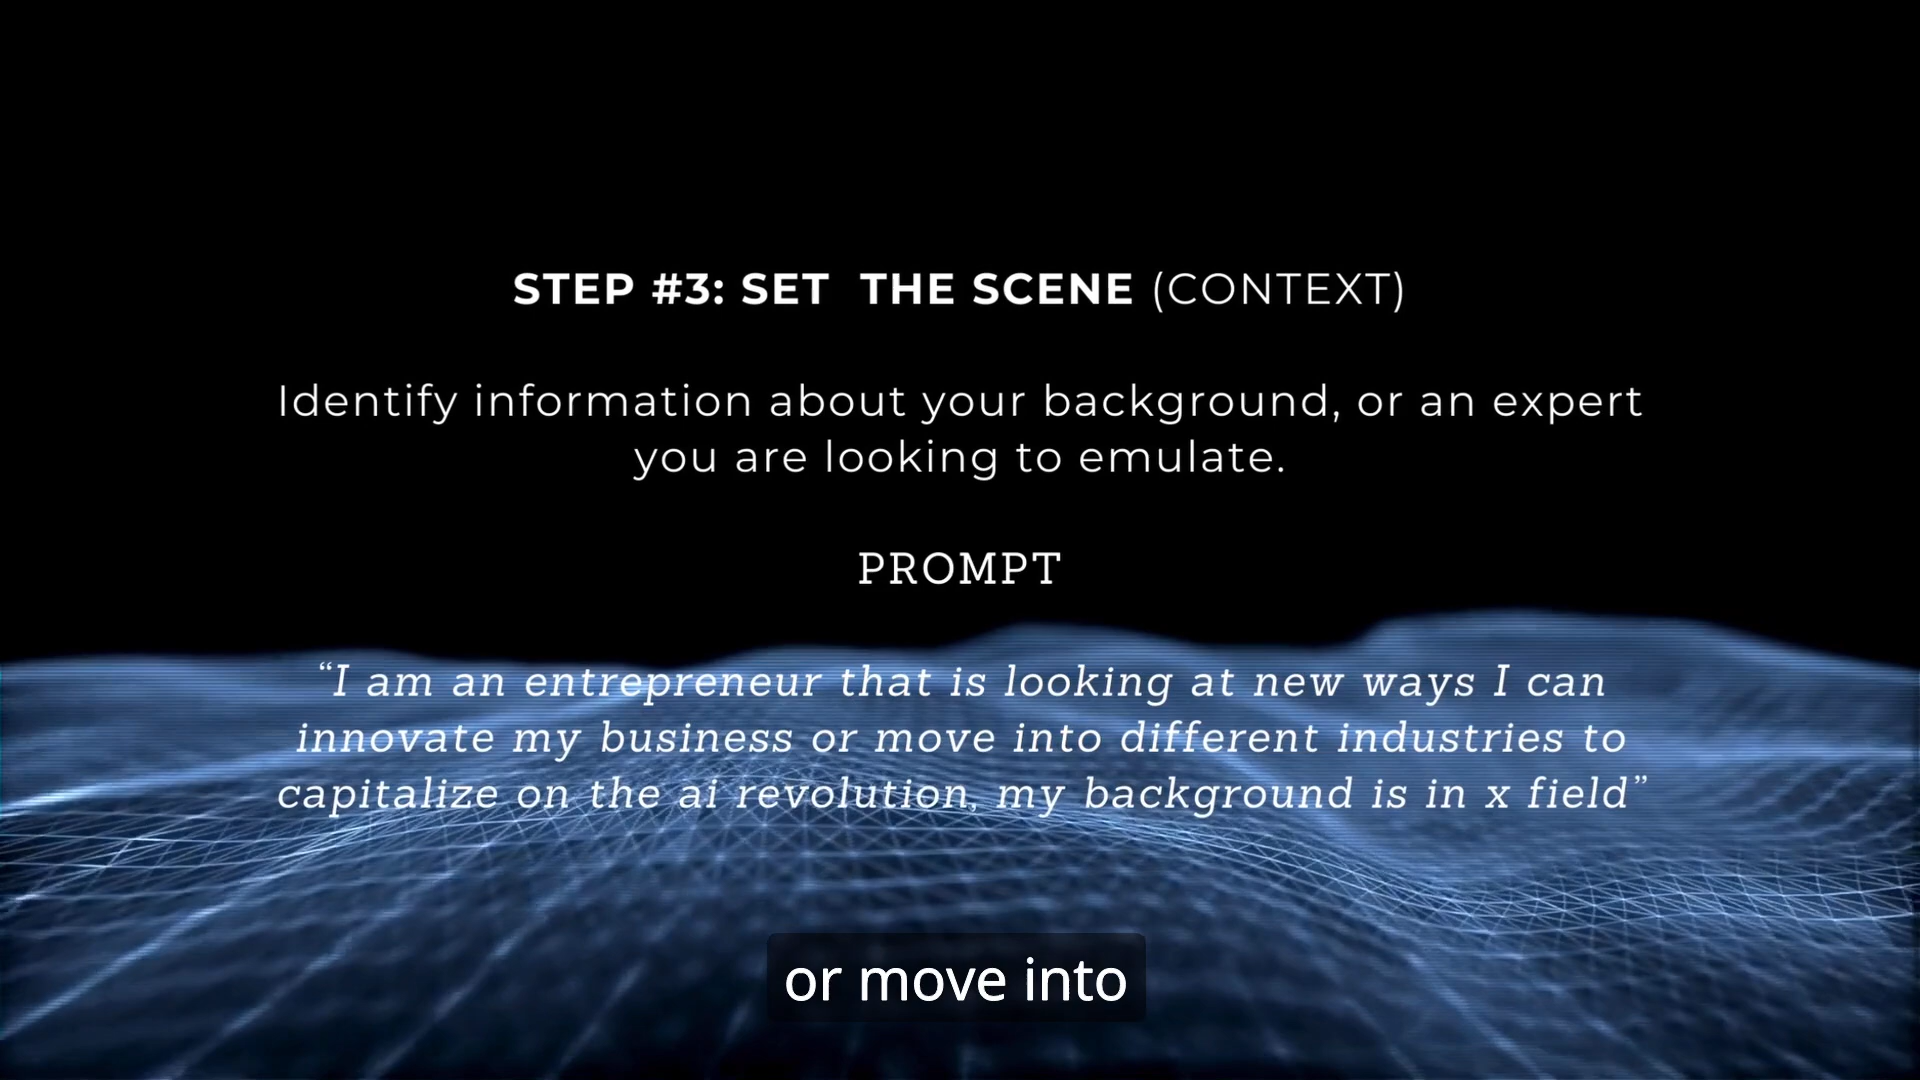 STEP #3: SET THE SCENE (CONTEXT)
Identify information about your background, or an expert
you are looking to emulate.
PROMPT
“I am an entrepreneur that is looking at new ways I can
innovate my business or move into different industries to
capitalize on the ai revolution, my background is in x field”
or move into